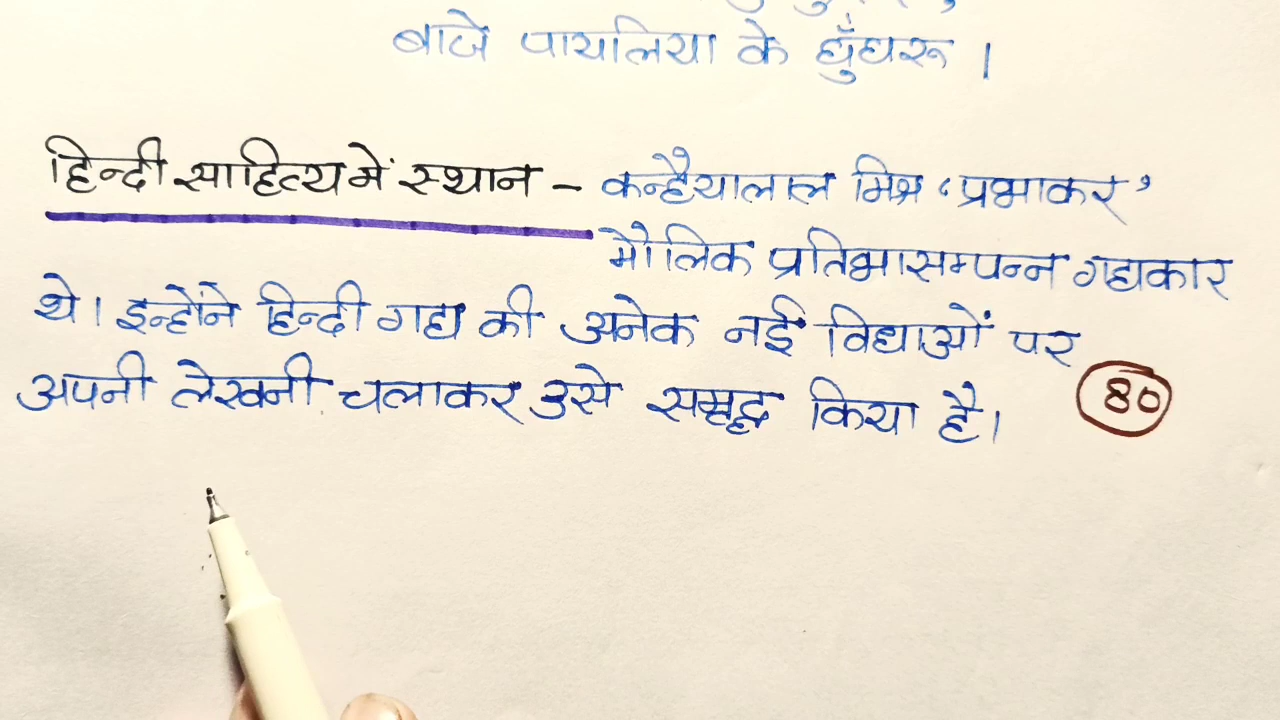 बाजे पायलिया के घुँघरू ।
हिन्दी साहित्य में स्थान - कन्हैयालाल मिश्र ‘प्रभाकर’
मौलिक प्रतिभासम्पन्न गद्यकार
थे। इन्होंने हिन्दी गद्य की अनेक नई विधाओं पर
अपनी लेखनी चलाकर उसे समृद्ध किया है।
80